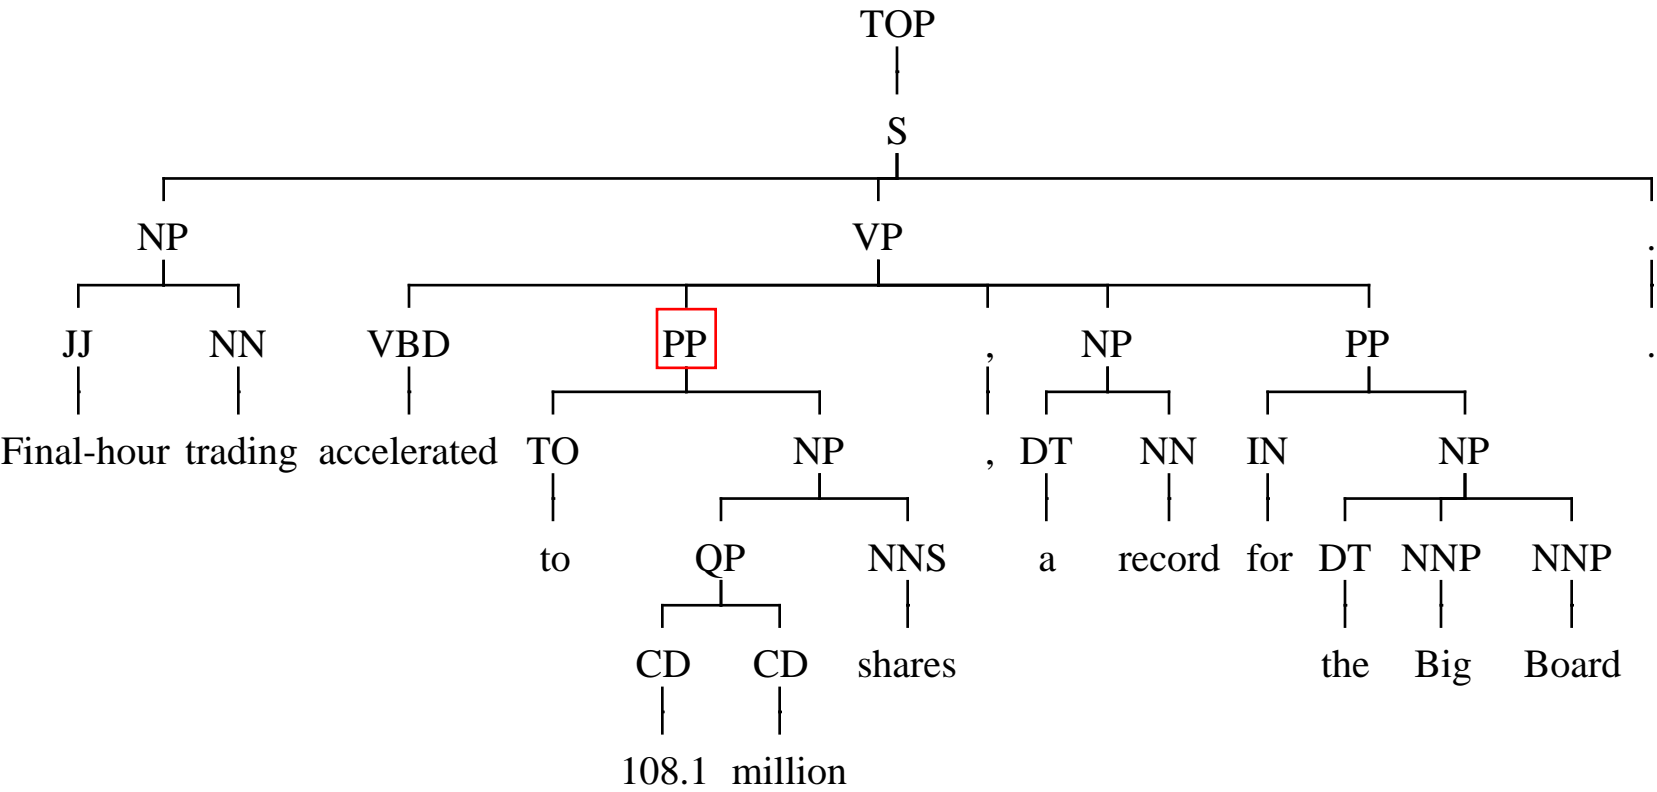 TOP
S
NP VP .
JJ NN VBD PP , NP PP .
Final-hour trading accelerated TO NP , DT NN IN NP
to QP NNS a record for DT NNP NNP
CD CD shares the Big Board
108.1 million